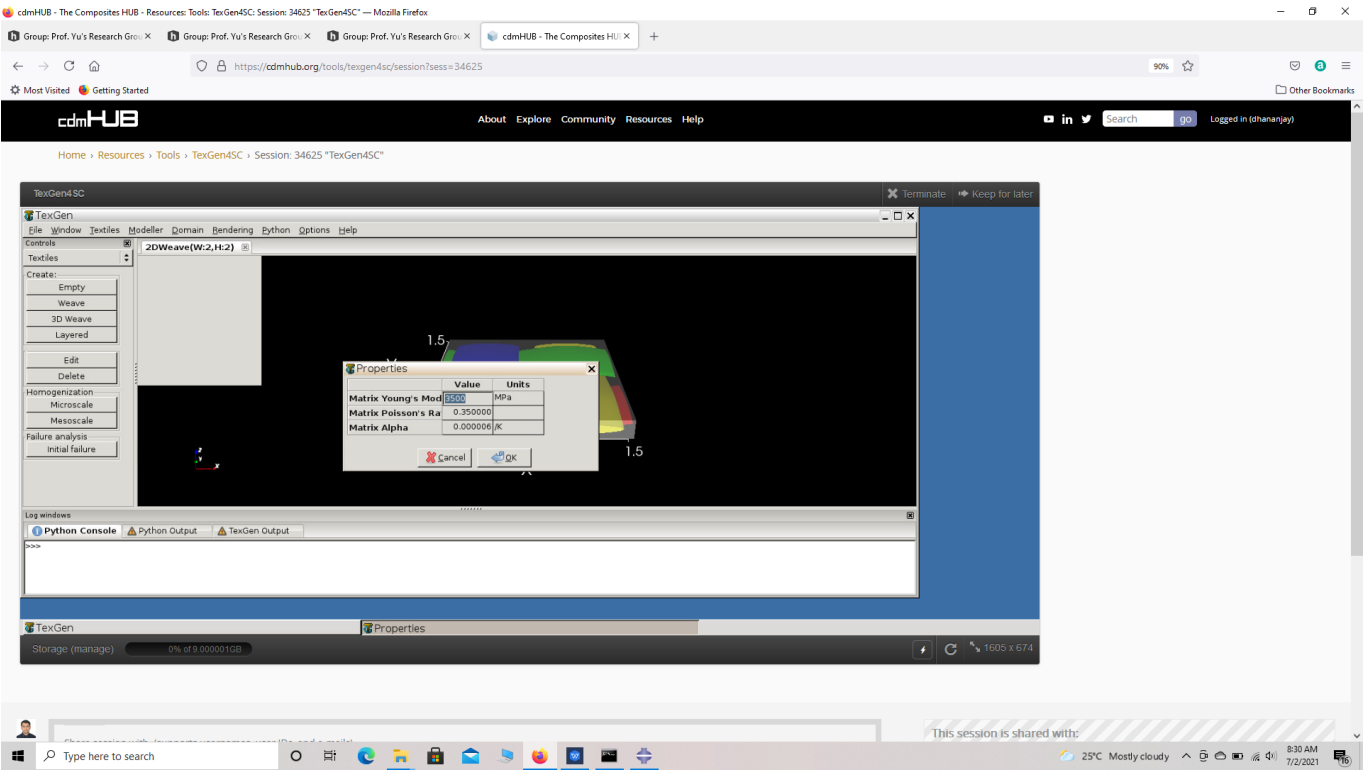 cdmHUB - The Composites HUB - Resources: Tools: TexGen4SC: Session: 34625 "TexGen4SC" — Mozilla Firefox
Group: Prof. Yu's Research Grou Group: Prof. Yu's Research Grou Group: Prof. Yu's Research Grou cdmHUB - The Composites HU
https://cdmhub.org/tools/texgen4sc/session?sess=34625 90%
Most Visited Getting Started Other Bookmarks
cdmHUB About Explore Community Resources Help Search go Logged in (dhananjay)
Home › Resources › Tools › TexGen4SC › Session: 34625 "TexGen4SC"
TexGen4SC Terminate Keep for later
TexGen
File Window Textiles Modeller Domain Rendering Python Options Help
Controls 2DWeave(W:2,H:2)
Textiles
Create:
Empty
Weave
3D Weave
Layered
Edit
Delete
Homogenization
Microscale
Mesoscale
Failure analysis
Initial failure
1.5
Properties
Value Units
Matrix Young's Mod 3500 MPa
Matrix Poisson's Ra 0.350000
Matrix Alpha 0.000006 /K
Cancel OK
1.5
X
z
y
x
Log windows
Python Console Python Output TexGen Output
>>>
TexGen Properties
Storage (manage) 0% of 9.000001GB 1605 x 674
This session is shared with:
Type here to search 25°C Mostly cloudy 8:30 AM
7/2/2021
16